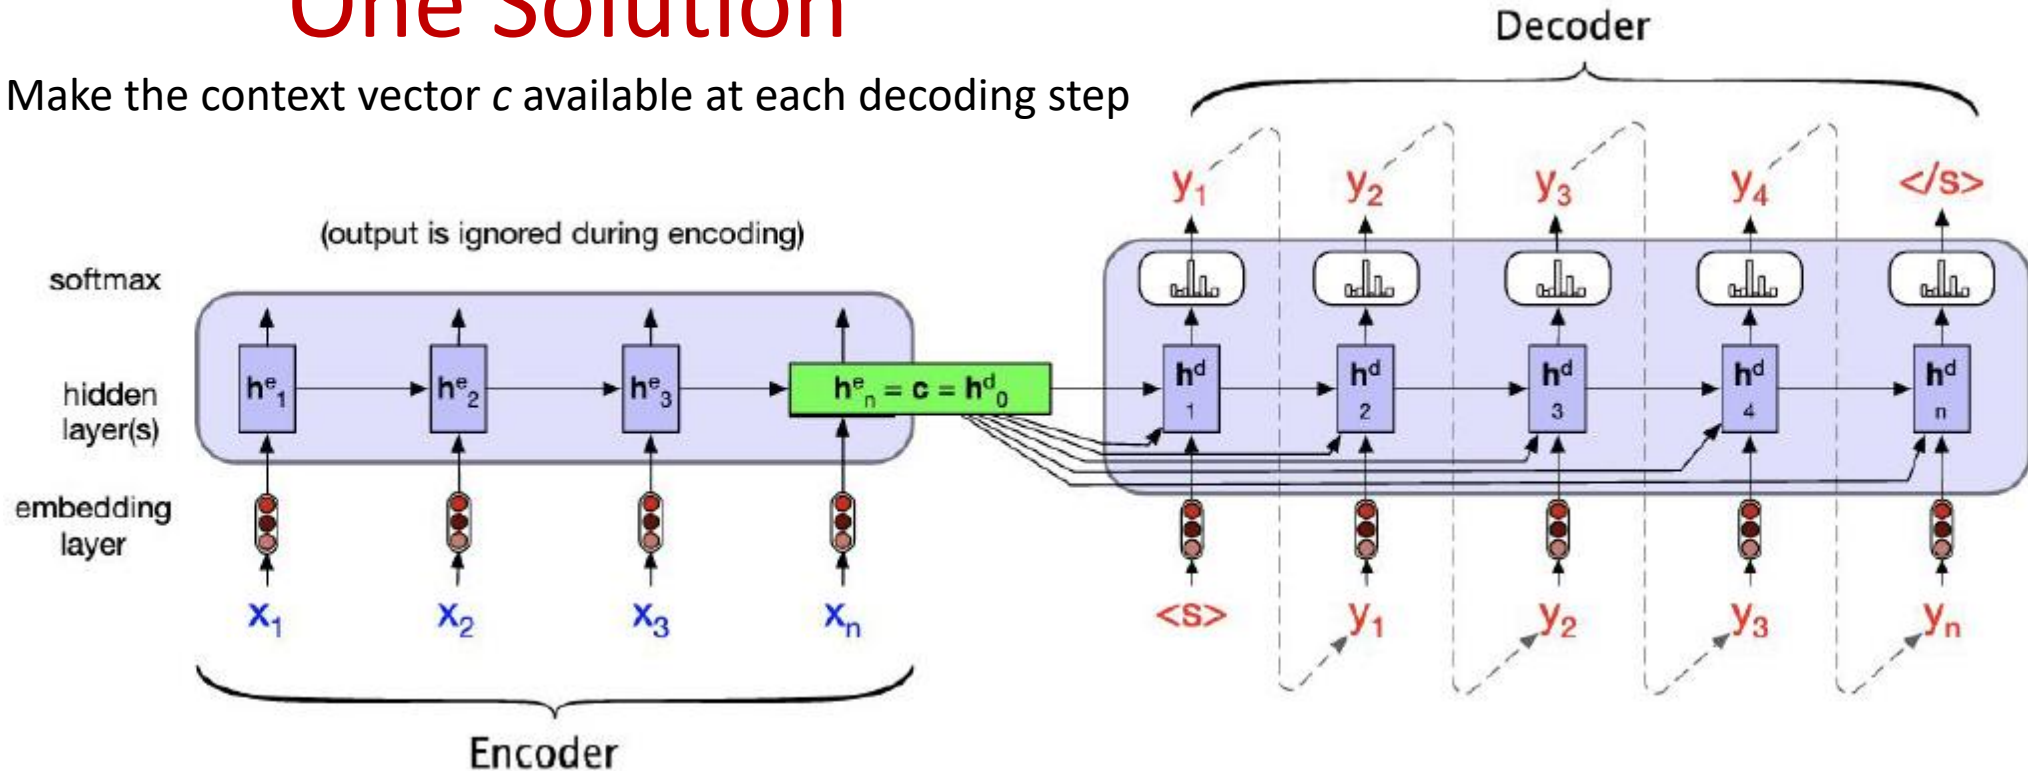 One Solution
Make the context vector c available at each decoding step
Decoder
y1 y2 y3 y4 </s>
(output is ignored during encoding)
softmax
hidden layer(s)
he1 he2 he3 hen = c = hd0 hd1 hd2 hd3 hd4 hdn
embedding layer
x1 x2 x3 xn <s> y1 y2 y3 yn
Encoder